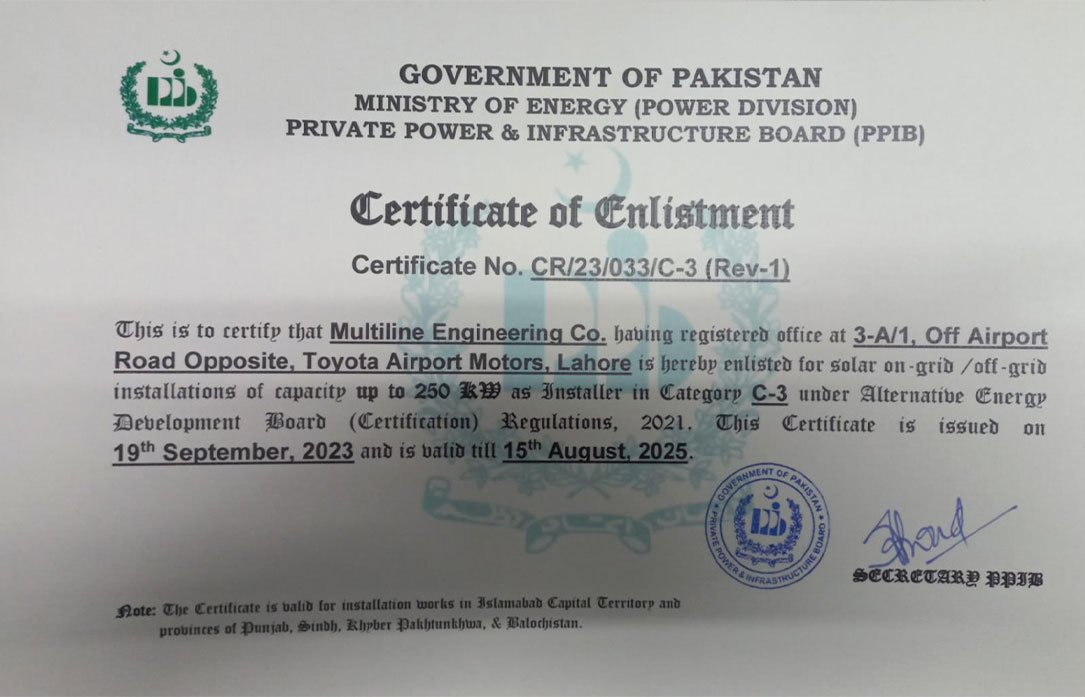 GOVERNMENT OF PAKISTAN
MINISTRY OF ENERGY (POWER DIVISION)
PRIVATE POWER & INFRASTRUCTURE BOARD (PPIB)
Certificate of Enlistment
Certificate No. CR/23/033/C-3 (Rev-1)
This is to certify that Multiline Engineering Co. having registered office at 3-A/1, Off Airport
Road Opposite, Toyota Airport Motors, Lahore is hereby enlisted for solar on-grid /off-grid
installations of capacity up to 250 KW as Installer in Category C-3 under Alternative Energy
Development Board (Certification) Regulations, 2021. This Certificate is issued on
19th September, 2023 and is valid till 15th August, 2025.
GOVERNMENT OF PAKISTAN
PRIVATE POWER & INFRASTRUCTURE BOARD
SECRETARY PPIB
Note: The Certificate is valid for installation works in Islamabad Capital Territory and
provinces of Punjab, Sindh, Khyber Pakhtunkhwa, & Balochistan.